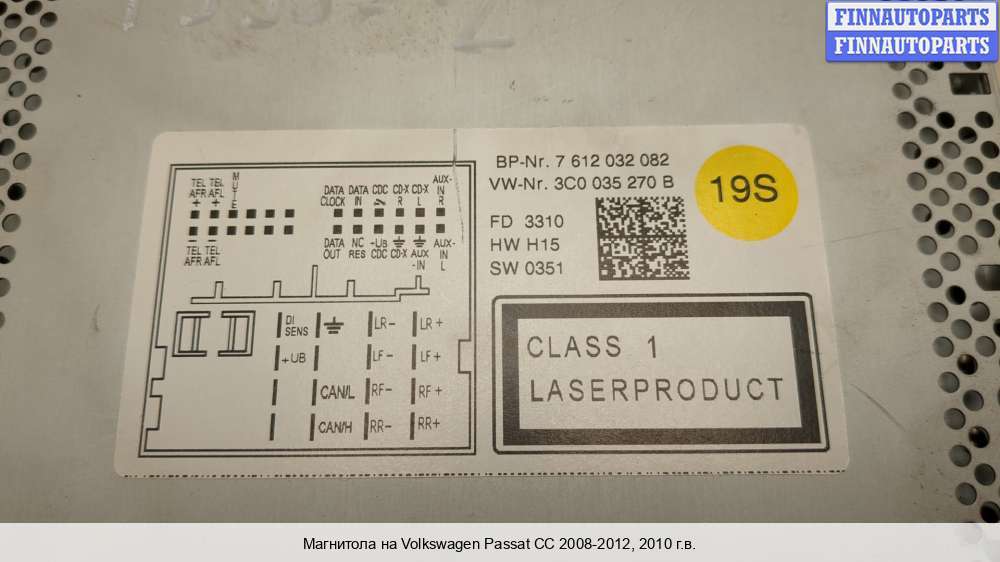 FINNAUTOPARTS
FINNAUTOPARTS
BP-Nr. 7 612 032 082
VW-Nr. 3C0 035 270 B
19S
FD 3310
HW H15
SW 0351
TEL AFR +
TEL AFL +
MUTE
DATA CLOCK
DATA IN
CDC
CD-X R
CD-X L
AUX-IN R
TEL AFR
TEL AFL
DATA OUT
NC RES
+UB CDC
CD-X
AUX -IN
AUX-IN L
DI SENS
LR- LR+
+UB LF- LF+
CAN/L RF- RF+
CAN/H RR- RR+
CLASS 1
LASERPRODUCT
Магнитола на Volkswagen Passat CC 2008-2012, 2010 г.в.